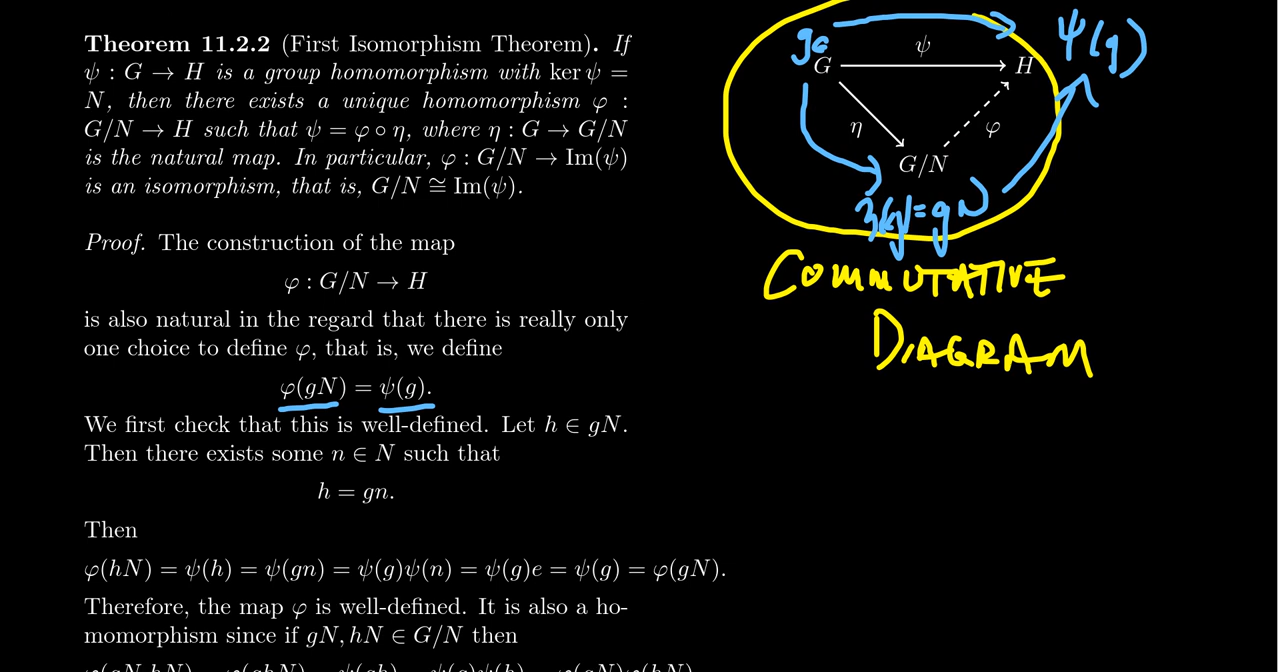 Theorem 11.2.2 (First Isomorphism Theorem). If
ψ : G → H is a group homomorphism with ker ψ =
N, then there exists a unique homomorphism φ :
G/N → H such that ψ = φ ∘ η, where η : G → G/N
is the natural map. In particular, φ : G/N → Im(ψ)
is an isomorphism, that is, G/N ≅ Im(ψ).
Proof. The construction of the map
φ : G/N → H
is also natural in the regard that there is really only
one choice to define φ, that is, we define
φ(gN) = ψ(g).
We first check that this is well-defined. Let h ∈ gN.
Then there exists some n ∈ N such that
h = gn.
Then
φ(hN) = ψ(h) = ψ(gn) = ψ(g)ψ(n) = ψ(g)e = ψ(g) = φ(gN).
Therefore, the map φ is well-defined. It is also a ho-
momorphism since if gN, hN ∈ G/N then
g∈
ψ
ψ(g)
G
H
η
φ
G/N
η(g)=gN
COMMUTATIVE
DIAGRAM